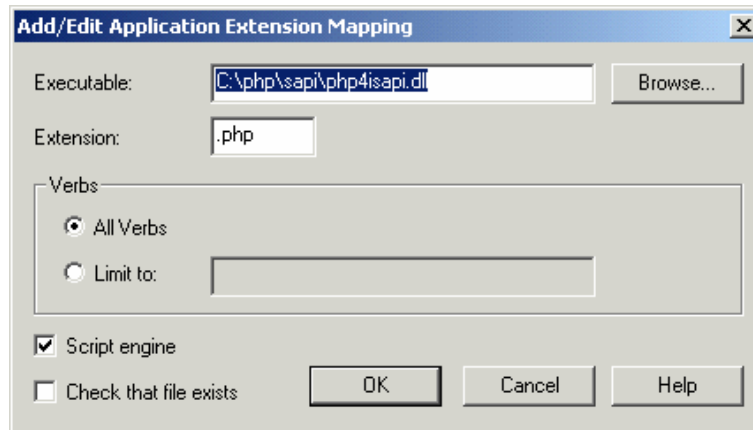 Add/Edit Application Extension Mapping
Executable: C:\php\sapi\php4isapi.dll Browse...
Extension: .php
Verbs
All Verbs
Limit to:
Script engine
Check that file exists OK Cancel Help